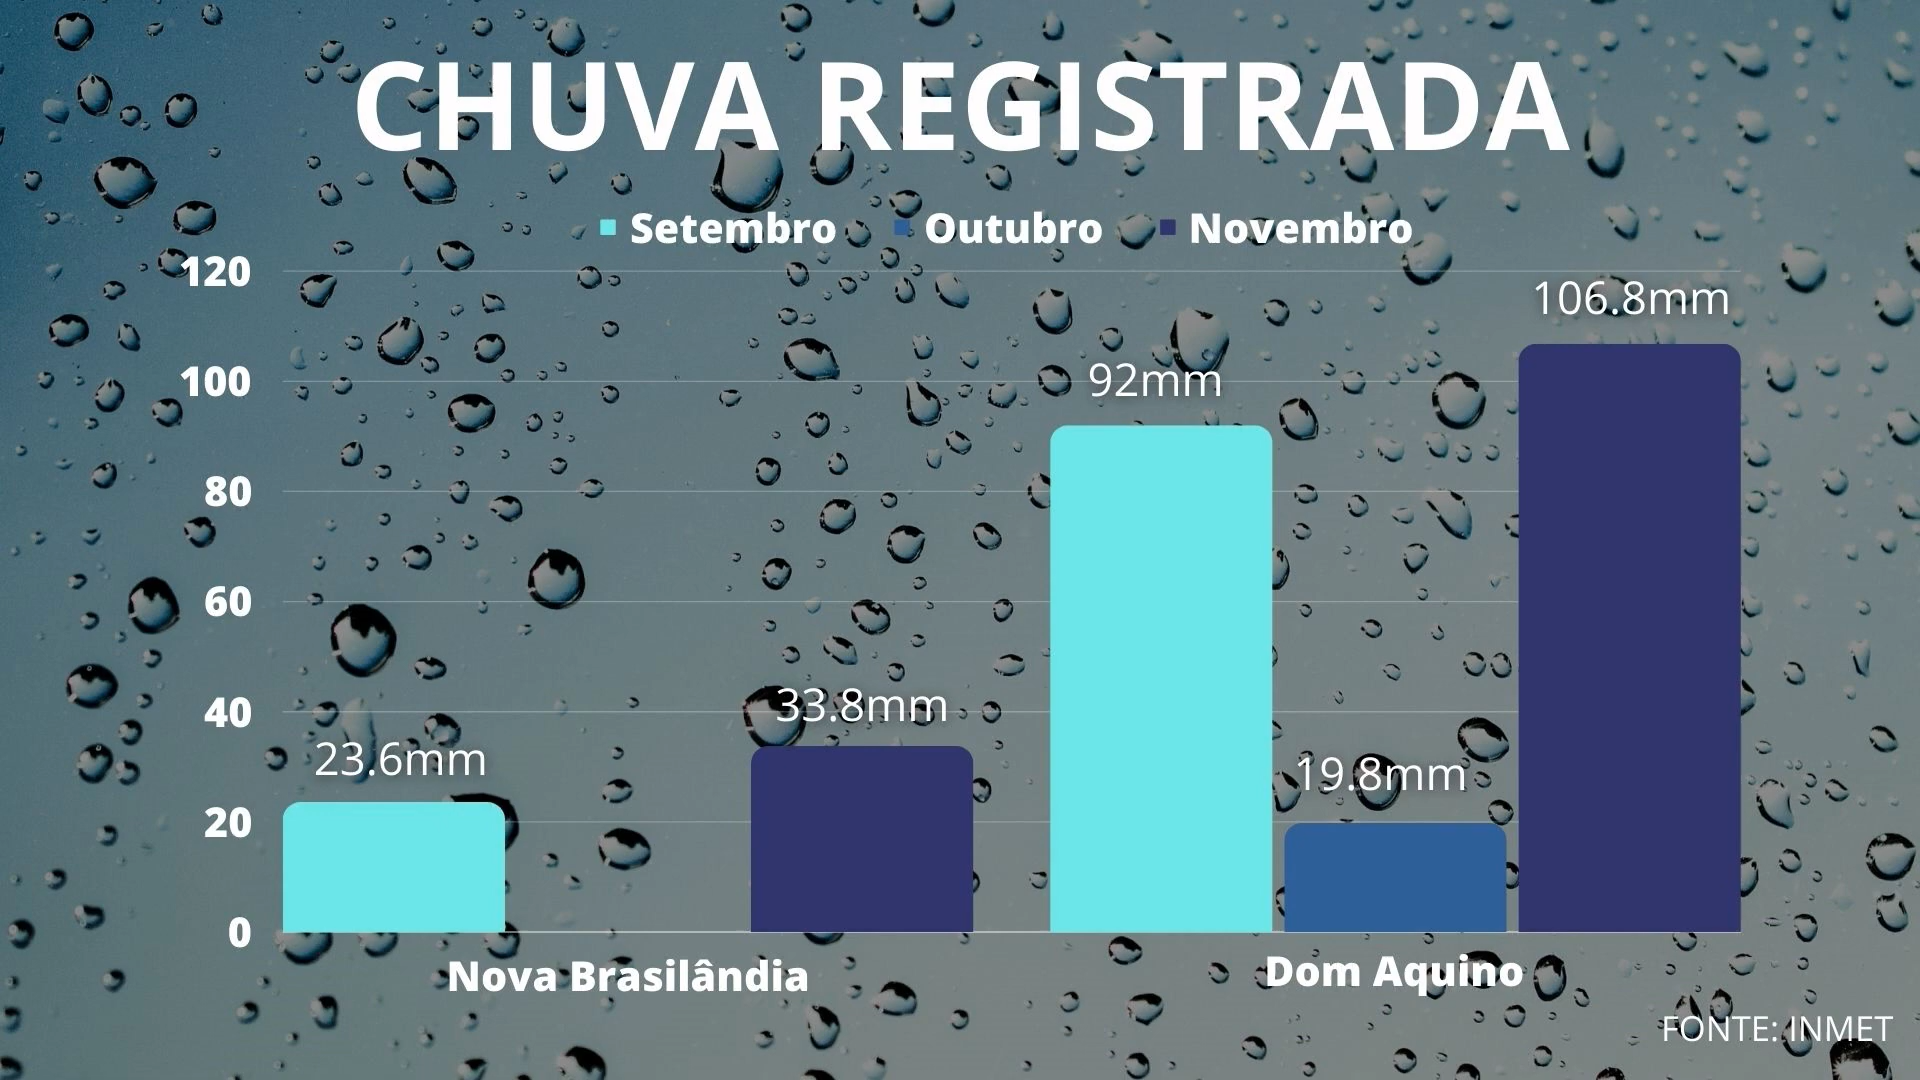 CHUVA REGISTRADA
Setembro Outubro Novembro
120
106.8mm
100
92mm
80
60
40
33.8mm
23.6mm
19.8mm
20
0
Nova Brasilândia
Dom Aquino
FONTE: INMET